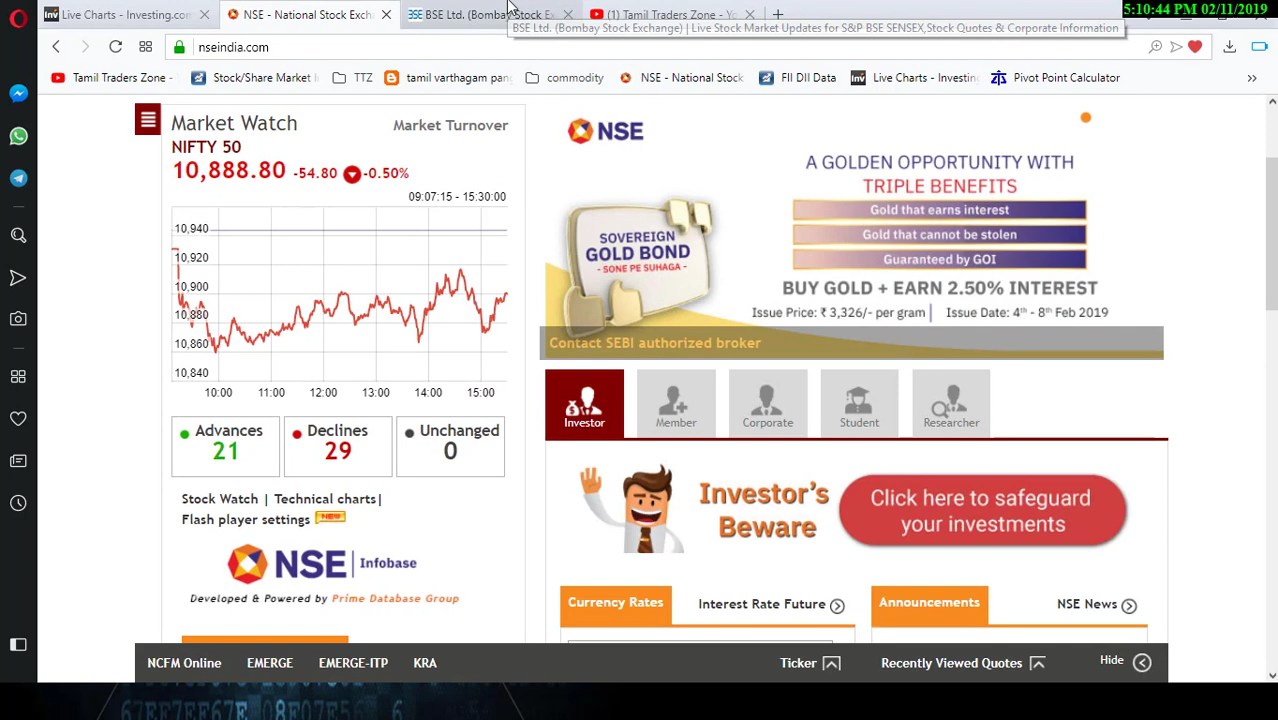 Live Charts - Investing.com
NSE - National Stock Exch
BSE Ltd. (Bombay Stock Ex
(1) Tamil Traders Zone - Yo
5:10:44 PM 02/11/2019
BSE Ltd. (Bombay Stock Exchange) | Live Stock Market Updates for S&P BSE SENSEX,Stock Quotes & Corporate Information
nseindia.com
Tamil Traders Zone -
Stock/Share Market I
TTZ
tamil varthagam pang
commodity
NSE - National Stock
FII DII Data
Inv Live Charts - Investin
Pivot Point Calculator
Market Watch
Market Turnover
NIFTY 50
10,888.80 -54.80 -0.50%
09:07:15 - 15:30:00
10,940
10,920
10,900
10,880
10,860
10,840
10:00 11:00 12:00 13:00 14:00 15:00
Advances
21
Declines
29
Unchanged
0
Stock Watch | Technical charts|
Flash player settings NEW
NSE Infobase
Developed & Powered by Prime Database Group
NSE
SOVEREIGN
GOLD BOND
- SONE PE SUHAGA -
A GOLDEN OPPORTUNITY WITH
TRIPLE BENEFITS
Gold that earns interest
Gold that cannot be stolen
Guaranteed by GOI
BUY GOLD + EARN 2.50% INTEREST
Issue Price: ₹ 3,326/- per gram | Issue Date: 4th - 8th Feb 2019
Contact SEBI authorized broker
Investor
Member
Corporate
Student
Researcher
Investor's
Beware
Click here to safeguard
your investments
Currency Rates
Interest Rate Future
Announcements
NSE News
NCFM Online
EMERGE
EMERGE-ITP
KRA
Ticker
Recently Viewed Quotes
Hide